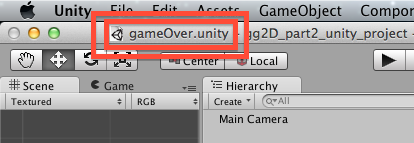 Unity File Edit Assets GameObject
gameOver.unity - gg2D_part2_unity_project -
Center Local
Scene Game Hierarchy
Textured RGB Create All
Main Camera